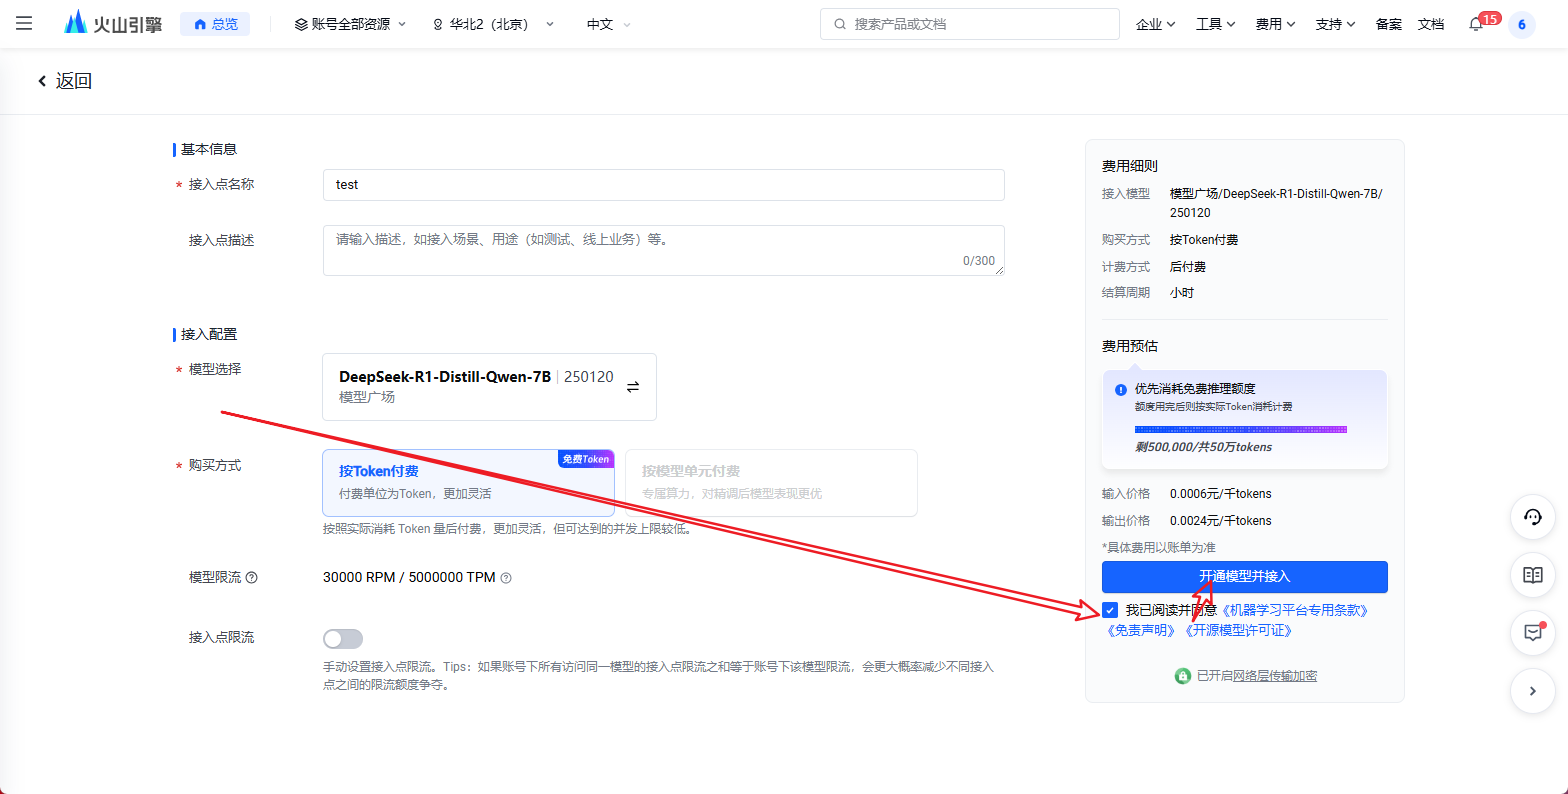 火山引擎
总览
账号全部资源
华北2（北京）
中文
搜索产品或文档
企业
工具
费用
支持
备案
文档
15
6
返回
基本信息
* 接入点名称
test
接入点描述
请输入描述，如接入场景、用途（如测试、线上业务）等。
0/300
接入配置
* 模型选择
DeepSeek-R1-Distill-Qwen-7B | 250120
模型广场
* 购买方式
按Token付费
免费Token
付费单位为Token，更加灵活
按模型单元付费
专属算力，对精调后模型表现更优
按照实际消耗 Token 量后付费，更加灵活，但可达到的并发上限较低。
模型限流
30000 RPM / 5000000 TPM
接入点限流
手动设置接入点限流。Tips：如果账号下所有访问同一模型的接入点限流之和等于账号下该模型限流，会更大概率减少不同接入
点之间的限流额度争夺。
费用细则
接入模型 模型广场/DeepSeek-R1-Distill-Qwen-7B/
250120
购买方式 按Token付费
计费方式 后付费
结算周期 小时
费用预估
优先消耗免费推理额度
额度用完后则按实际Token消耗计费
剩500,000/共50万tokens
输入价格 0.0006元/千tokens
输出价格 0.0024元/千tokens
*具体费用以账单为准
开通模型并接入
我已阅读并同意《机器学习平台专用条款》
《免责声明》《开源模型许可证》
已开启网络层传输加密